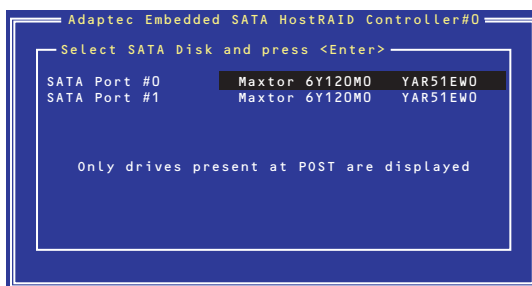 Adaptec Embedded SATA HostRAID Controller#0
Select SATA Disk and press <Enter>
SATA Port #0 Maxtor 6Y120M0 YAR51EW0
SATA Port #1 Maxtor 6Y120M0 YAR51EW0
Only drives present at POST are displayed